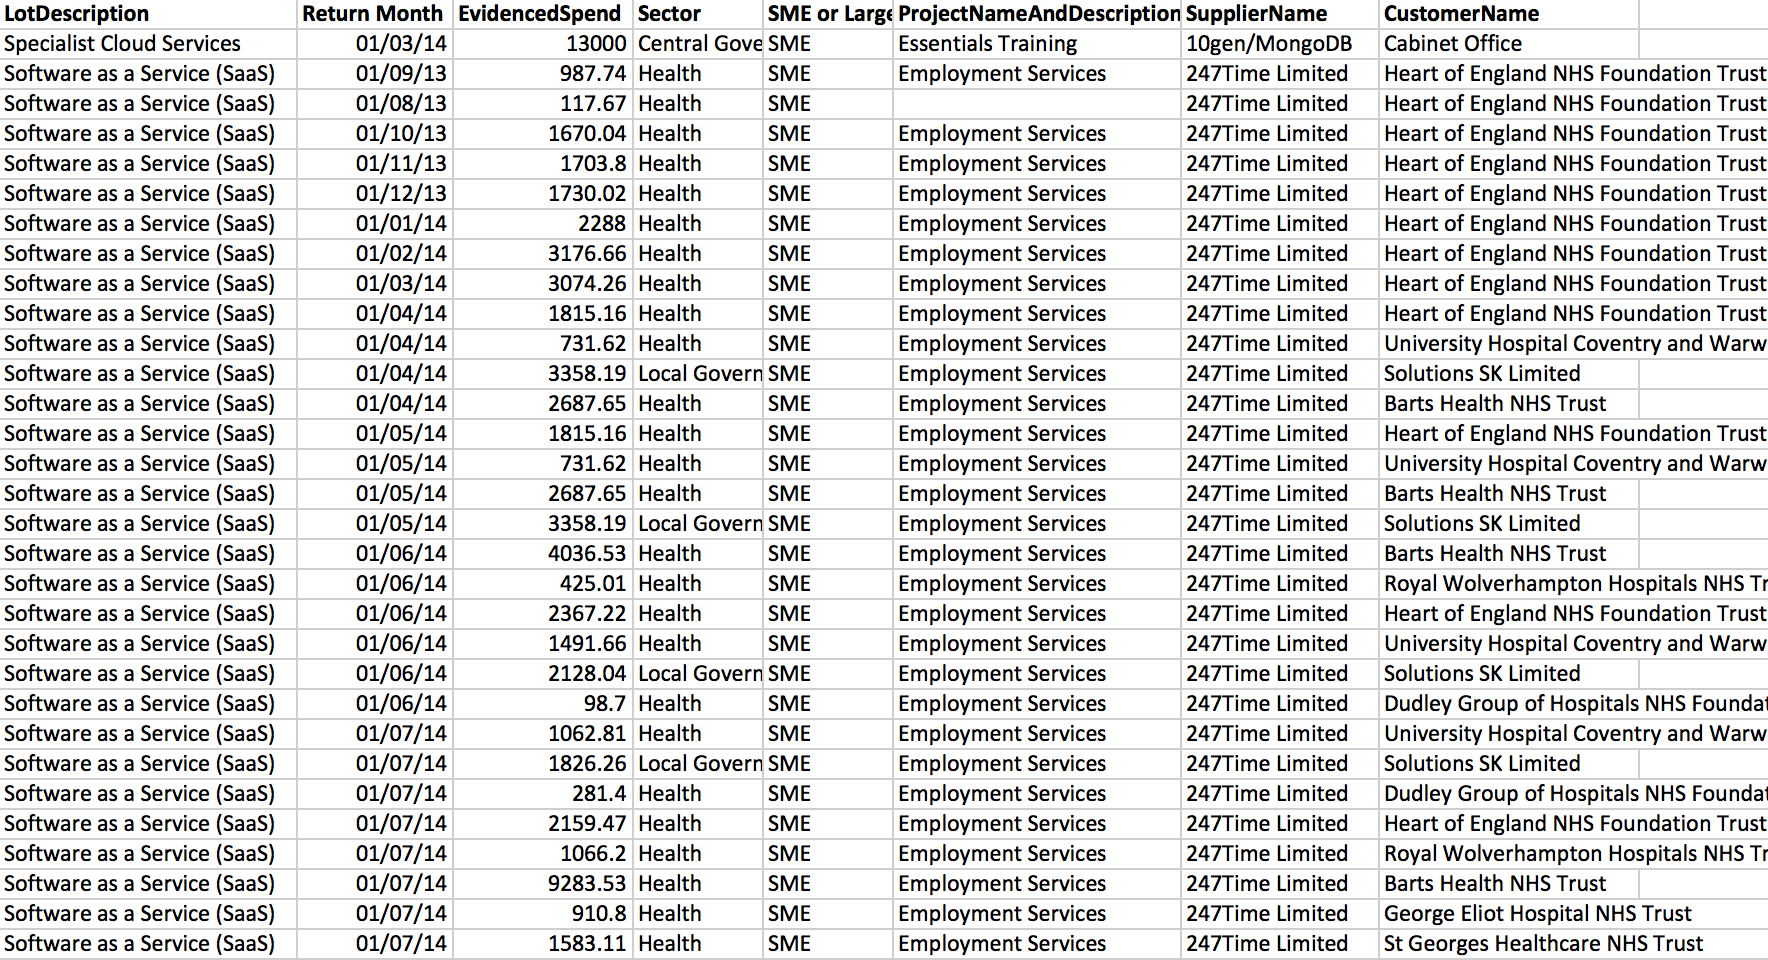 LotDescription Return Month EvidencedSpend Sector SME or Large ProjectNameAndDescription SupplierName CustomerName
Specialist Cloud Services 01/03/14 13000 Central Gove SME Essentials Training 10gen/MongoDB Cabinet Office
Software as a Service (SaaS) 01/09/13 987.74 Health SME Employment Services 247Time Limited Heart of England NHS Foundation Trust
Software as a Service (SaaS) 01/08/13 117.67 Health SME 247Time Limited Heart of England NHS Foundation Trust
Software as a Service (SaaS) 01/10/13 1670.04 Health SME Employment Services 247Time Limited Heart of England NHS Foundation Trust
Software as a Service (SaaS) 01/11/13 1703.8 Health SME Employment Services 247Time Limited Heart of England NHS Foundation Trust
Software as a Service (SaaS) 01/12/13 1730.02 Health SME Employment Services 247Time Limited Heart of England NHS Foundation Trust
Software as a Service (SaaS) 01/01/14 2288 Health SME Employment Services 247Time Limited Heart of England NHS Foundation Trust
Software as a Service (SaaS) 01/02/14 3176.66 Health SME Employment Services 247Time Limited Heart of England NHS Foundation Trust
Software as a Service (SaaS) 01/03/14 3074.26 Health SME Employment Services 247Time Limited Heart of England NHS Foundation Trust
Software as a Service (SaaS) 01/04/14 1815.16 Health SME Employment Services 247Time Limited Heart of England NHS Foundation Trust
Software as a Service (SaaS) 01/04/14 731.62 Health SME Employment Services 247Time Limited University Hospital Coventry and Warw
Software as a Service (SaaS) 01/04/14 3358.19 Local Govern SME Employment Services 247Time Limited Solutions SK Limited
Software as a Service (SaaS) 01/04/14 2687.65 Health SME Employment Services 247Time Limited Barts Health NHS Trust
Software as a Service (SaaS) 01/05/14 1815.16 Health SME Employment Services 247Time Limited Heart of England NHS Foundation Trust
Software as a Service (SaaS) 01/05/14 731.62 Health SME Employment Services 247Time Limited University Hospital Coventry and Warw
Software as a Service (SaaS) 01/05/14 2687.65 Health SME Employment Services 247Time Limited Barts Health NHS Trust
Software as a Service (SaaS) 01/05/14 3358.19 Local Govern SME Employment Services 247Time Limited Solutions SK Limited
Software as a Service (SaaS) 01/06/14 4036.53 Health SME Employment Services 247Time Limited Barts Health NHS Trust
Software as a Service (SaaS) 01/06/14 425.01 Health SME Employment Services 247Time Limited Royal Wolverhampton Hospitals NHS Tr
Software as a Service (SaaS) 01/06/14 2367.22 Health SME Employment Services 247Time Limited Heart of England NHS Foundation Trust
Software as a Service (SaaS) 01/06/14 1491.66 Health SME Employment Services 247Time Limited University Hospital Coventry and Warw
Software as a Service (SaaS) 01/06/14 2128.04 Local Govern SME Employment Services 247Time Limited Solutions SK Limited
Software as a Service (SaaS) 01/06/14 98.7 Health SME Employment Services 247Time Limited Dudley Group of Hospitals NHS Foundat
Software as a Service (SaaS) 01/07/14 1062.81 Health SME Employment Services 247Time Limited University Hospital Coventry and Warw
Software as a Service (SaaS) 01/07/14 1826.26 Local Govern SME Employment Services 247Time Limited Solutions SK Limited
Software as a Service (SaaS) 01/07/14 281.4 Health SME Employment Services 247Time Limited Dudley Group of Hospitals NHS Foundat
Software as a Service (SaaS) 01/07/14 2159.47 Health SME Employment Services 247Time Limited Heart of England NHS Foundation Trust
Software as a Service (SaaS) 01/07/14 1066.2 Health SME Employment Services 247Time Limited Royal Wolverhampton Hospitals NHS Tr
Software as a Service (SaaS) 01/07/14 9283.53 Health SME Employment Services 247Time Limited Barts Health NHS Trust
Software as a Service (SaaS) 01/07/14 910.8 Health SME Employment Services 247Time Limited George Eliot Hospital NHS Trust
Software as a Service (SaaS) 01/07/14 1583.11 Health SME Employment Services 247Time Limited St Georges Healthcare NHS Trust